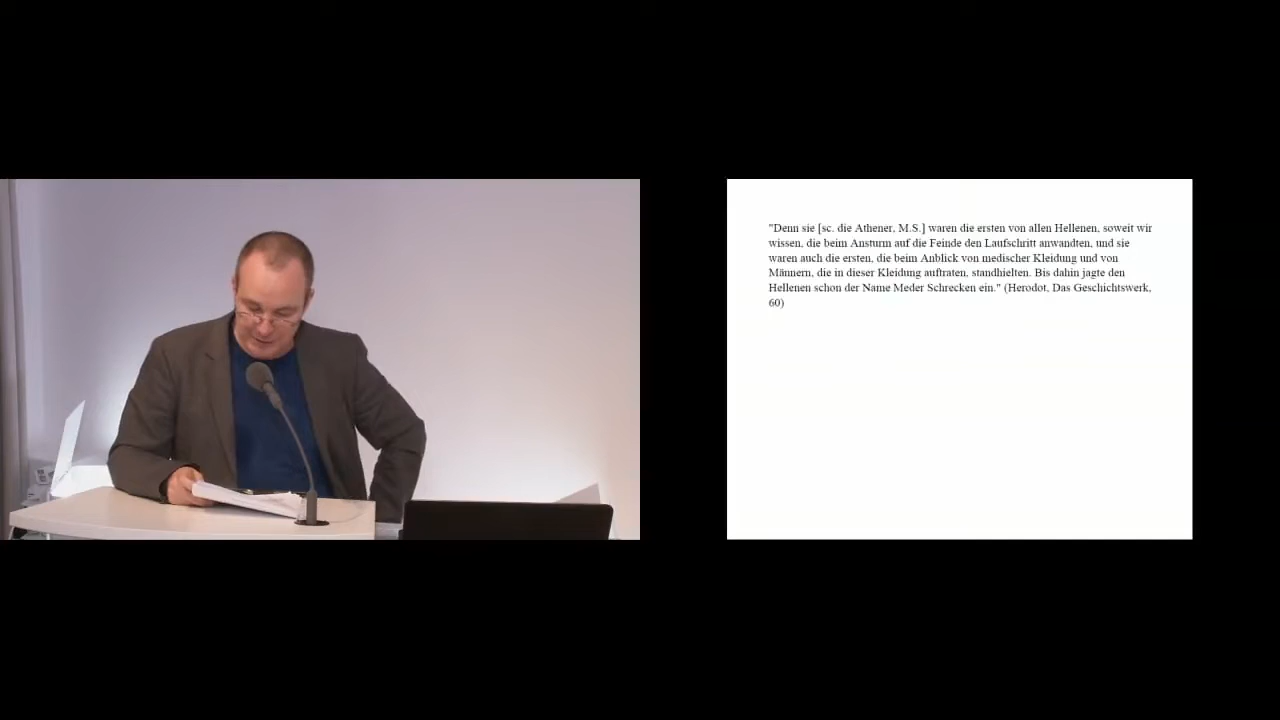 "Denn sie [sc. die Athener, M.S.] waren die ersten von allen Hellenen, soweit wir
wissen, die beim Ansturm auf die Feinde den Laufschritt anwandten, und sie
waren auch die ersten, die beim Anblick von medischer Kleidung und von
Männern, die in dieser Kleidung auftraten, standhielten. Bis dahin jagte den
Hellenen schon der Name Meder Schrecken ein." (Herodot, Das Geschichtswerk,
60)